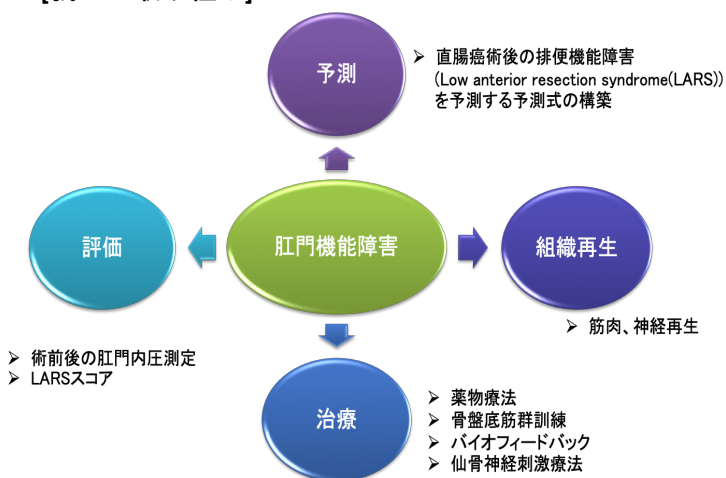 予測
➢ 直腸癌術後の排便機能障害
(Low anterior resection syndrome(LARS))
を予測する予測式の構築
評価
肛門機能障害
組織再生
➢ 筋肉、神経再生
➢ 術前後の肛門内圧測定
➢ LARSスコア
治療
➢ 薬物療法
➢ 骨盤底筋群訓練
➢ バイオフィードバック
➢ 仙骨神経刺激療法